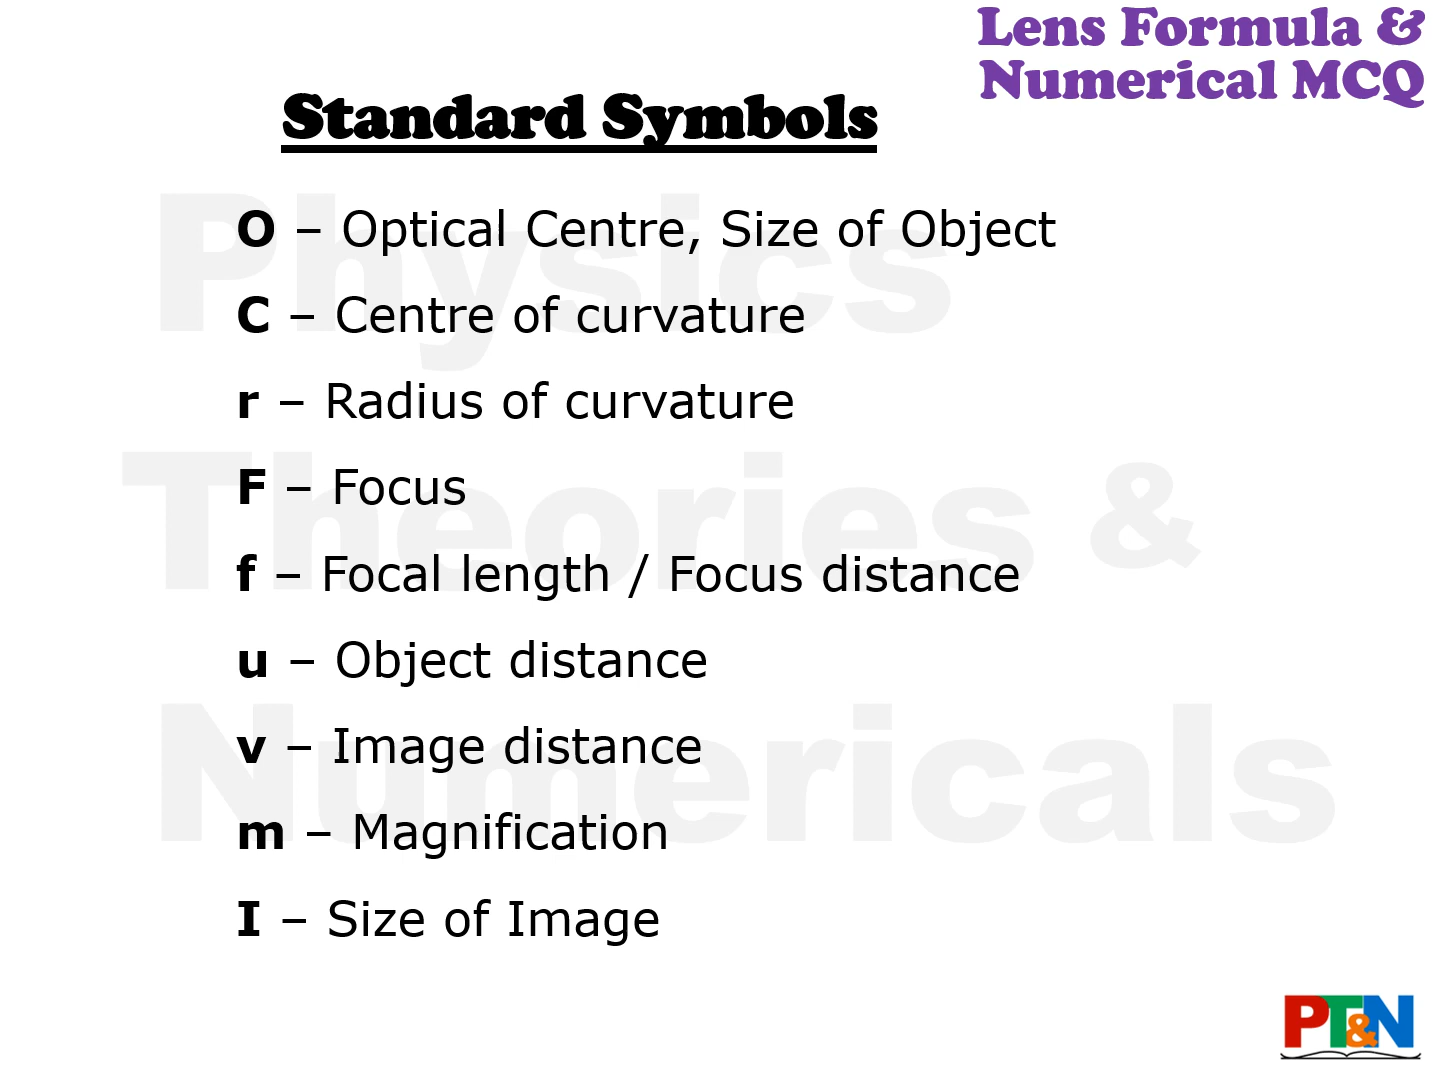 Lens Formula &
Numerical MCQ
Standard Symbols
O – Optical Centre, Size of Object
C – Centre of curvature
r – Radius of curvature
F – Focus
f – Focal length / Focus distance
u – Object distance
v – Image distance
m – Magnification
I – Size of Image
Physics
Theories &
Numericals
PT&N